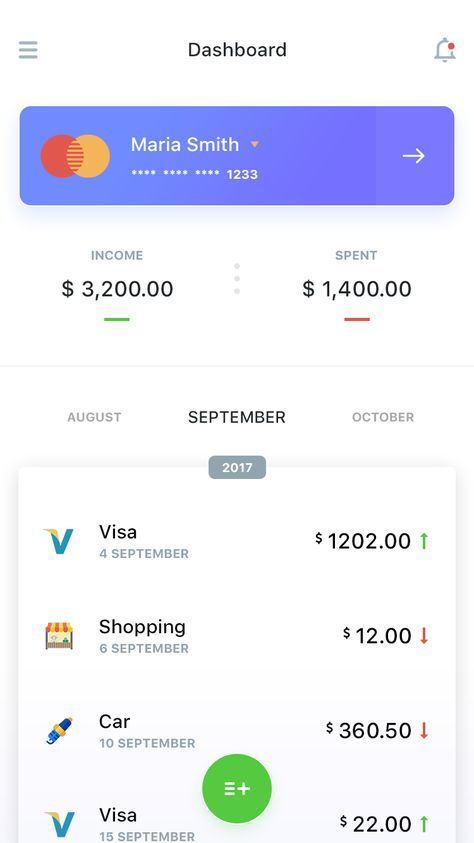 Dashboard
Maria Smith
**** **** **** 1233
INCOME
SPENT
$ 3,200.00
$ 1,400.00
AUGUST
SEPTEMBER
OCTOBER
2017
Visa
$ 1202.00
4 SEPTEMBER
Shopping
$ 12.00
6 SEPTEMBER
Car
$ 360.50
10 SEPTEMBER
Visa
$ 22.00
15 SEPTEMBER